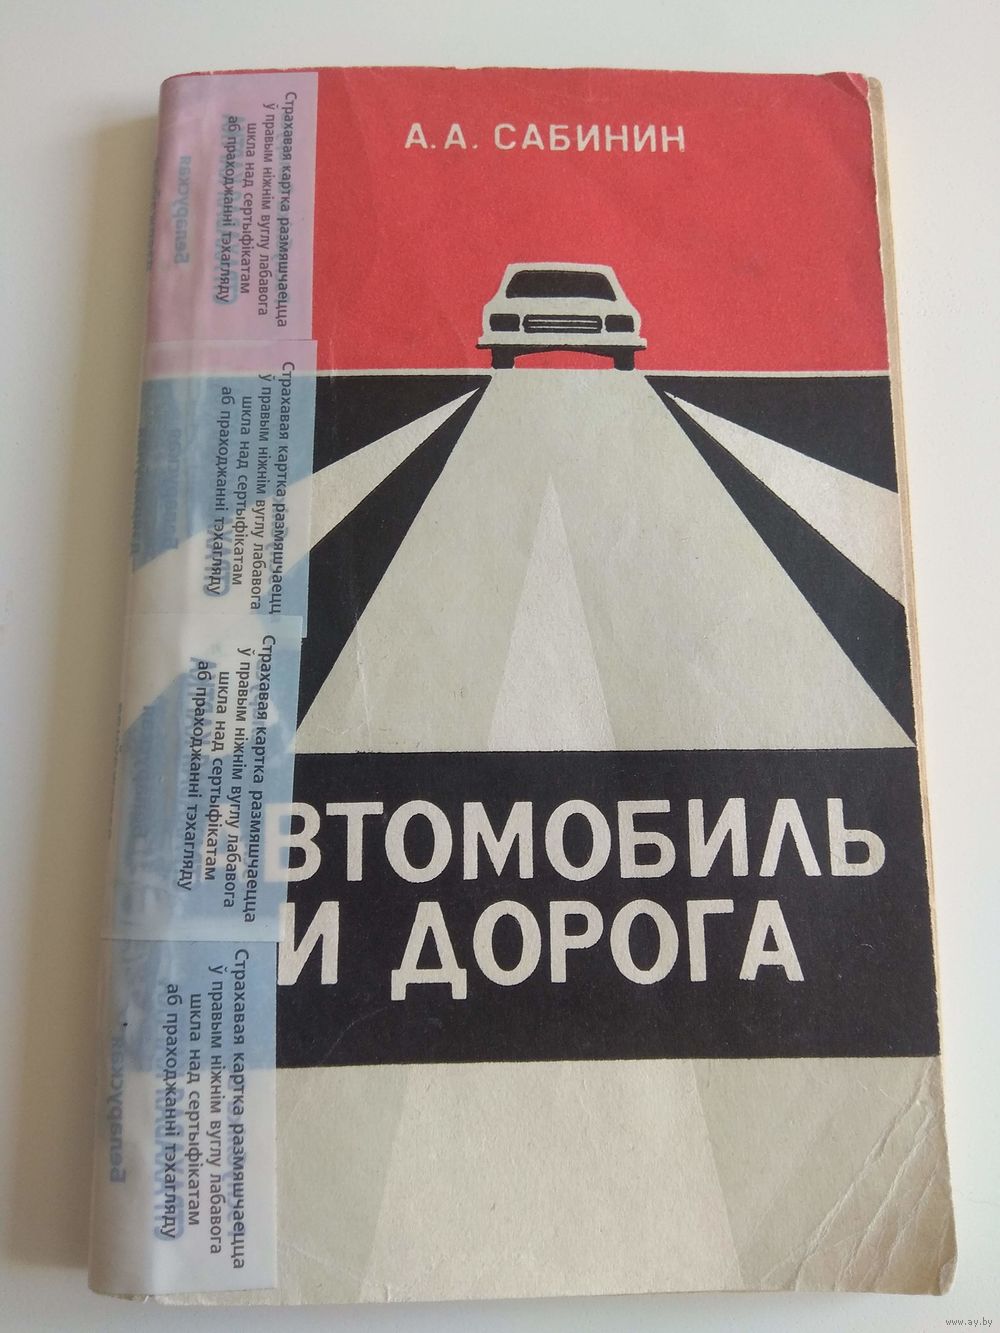 А. А. САБИНИН
ВТОМОБИЛЬ
И ДОРОГА
Страхавая картка размяшчаецца
ў правым ніжнім вуглу лабавога
шкла над сертыфікатам
аб праходжанні тэхагляду
Страхавая картка размяшчаецц
ў правым ніжнім вуглу лабавога
шкла над сертыфікатам
аб праходжанні тэхагляду
Страхавая картка размяшчаецца
ў правым ніжнім вуглу лабавога
шкла над сертыфікатам
аб праходжанні тэхагляду
Страхавая картка размяшчаецца
ў правым ніжнім вуглу лабавога
шкла над сертыфікатам
аб праходжанні тэхагляду
www.ay.by